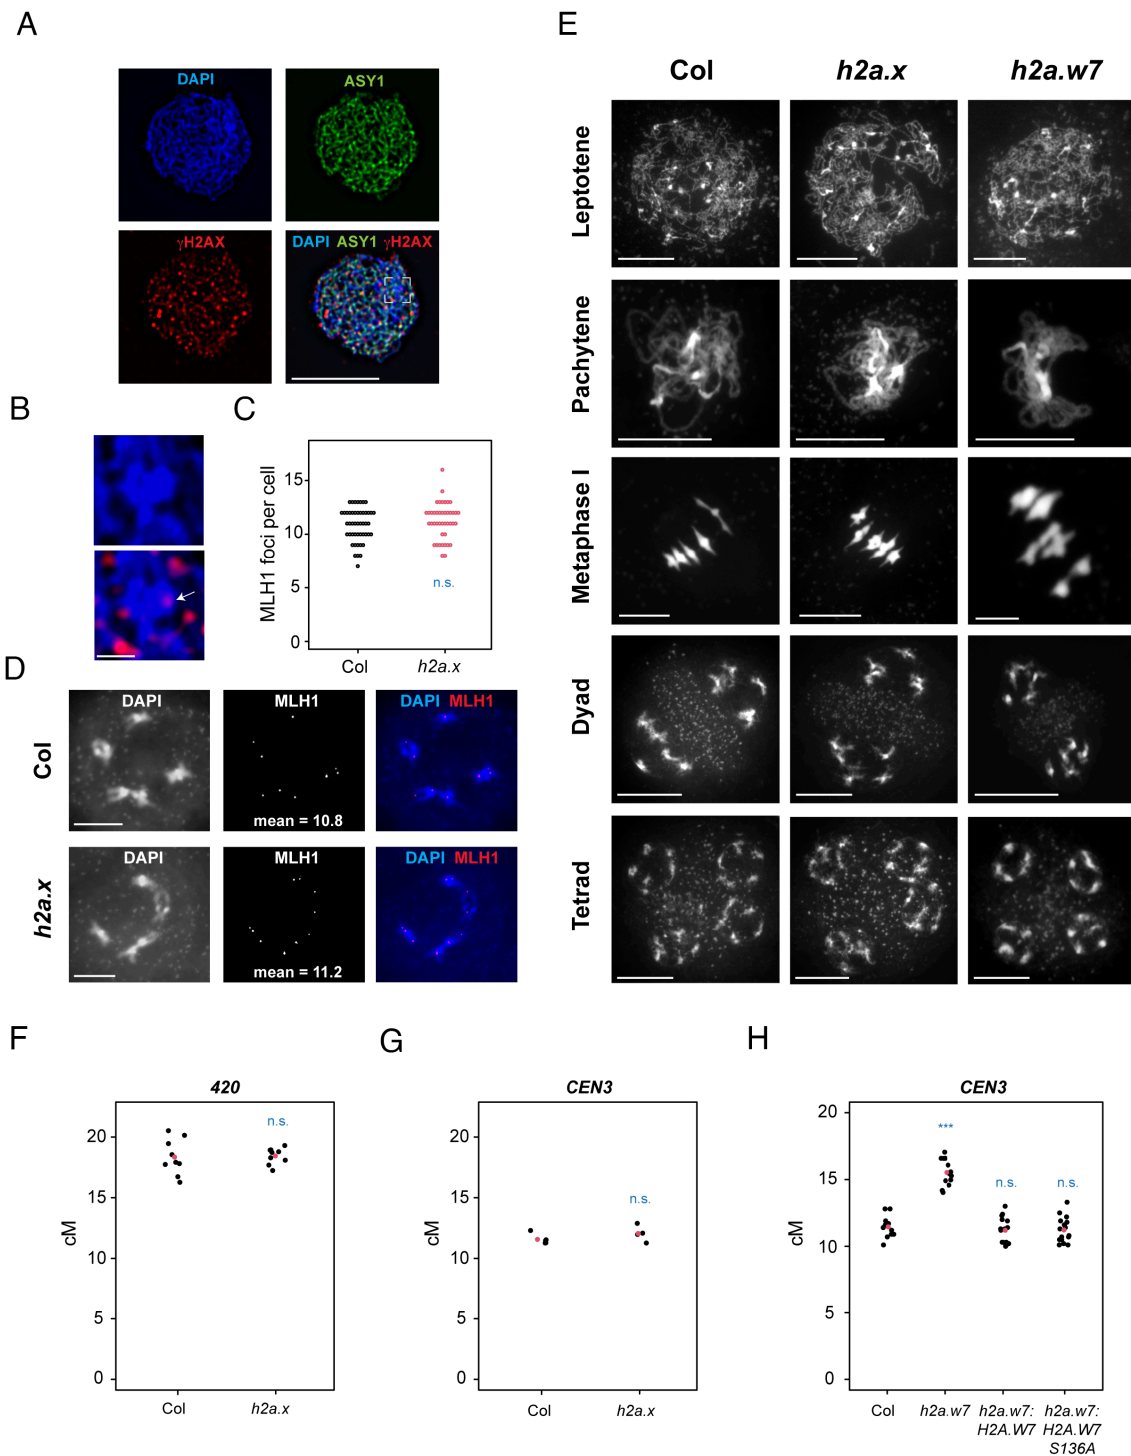 A
DAPI
ASY1
γH2AX
DAPI ASY1 γH2AX
B
C
MLH1 foci per cell
15
10
5
0
n.s.
Col
h2a.x
D
DAPI
MLH1
DAPI MLH1
Col
mean = 10.8
DAPI
MLH1
DAPI MLH1
h2a.x
mean = 11.2
E
Col
h2a.x
h2a.w7
Leptotene
Pachytene
Metaphase I
Dyad
Tetrad
F
420
n.s.
20
15
10
5
0
cM
Col
h2a.x
G
CEN3
n.s.
20
15
10
5
0
cM
Col
h2a.x
H
CEN3
***
n.s.
n.s.
20
15
10
5
0
cM
Col
h2a.w7
h2a.w7:
H2A.W7
h2a.w7:
H2A.W7
S136A